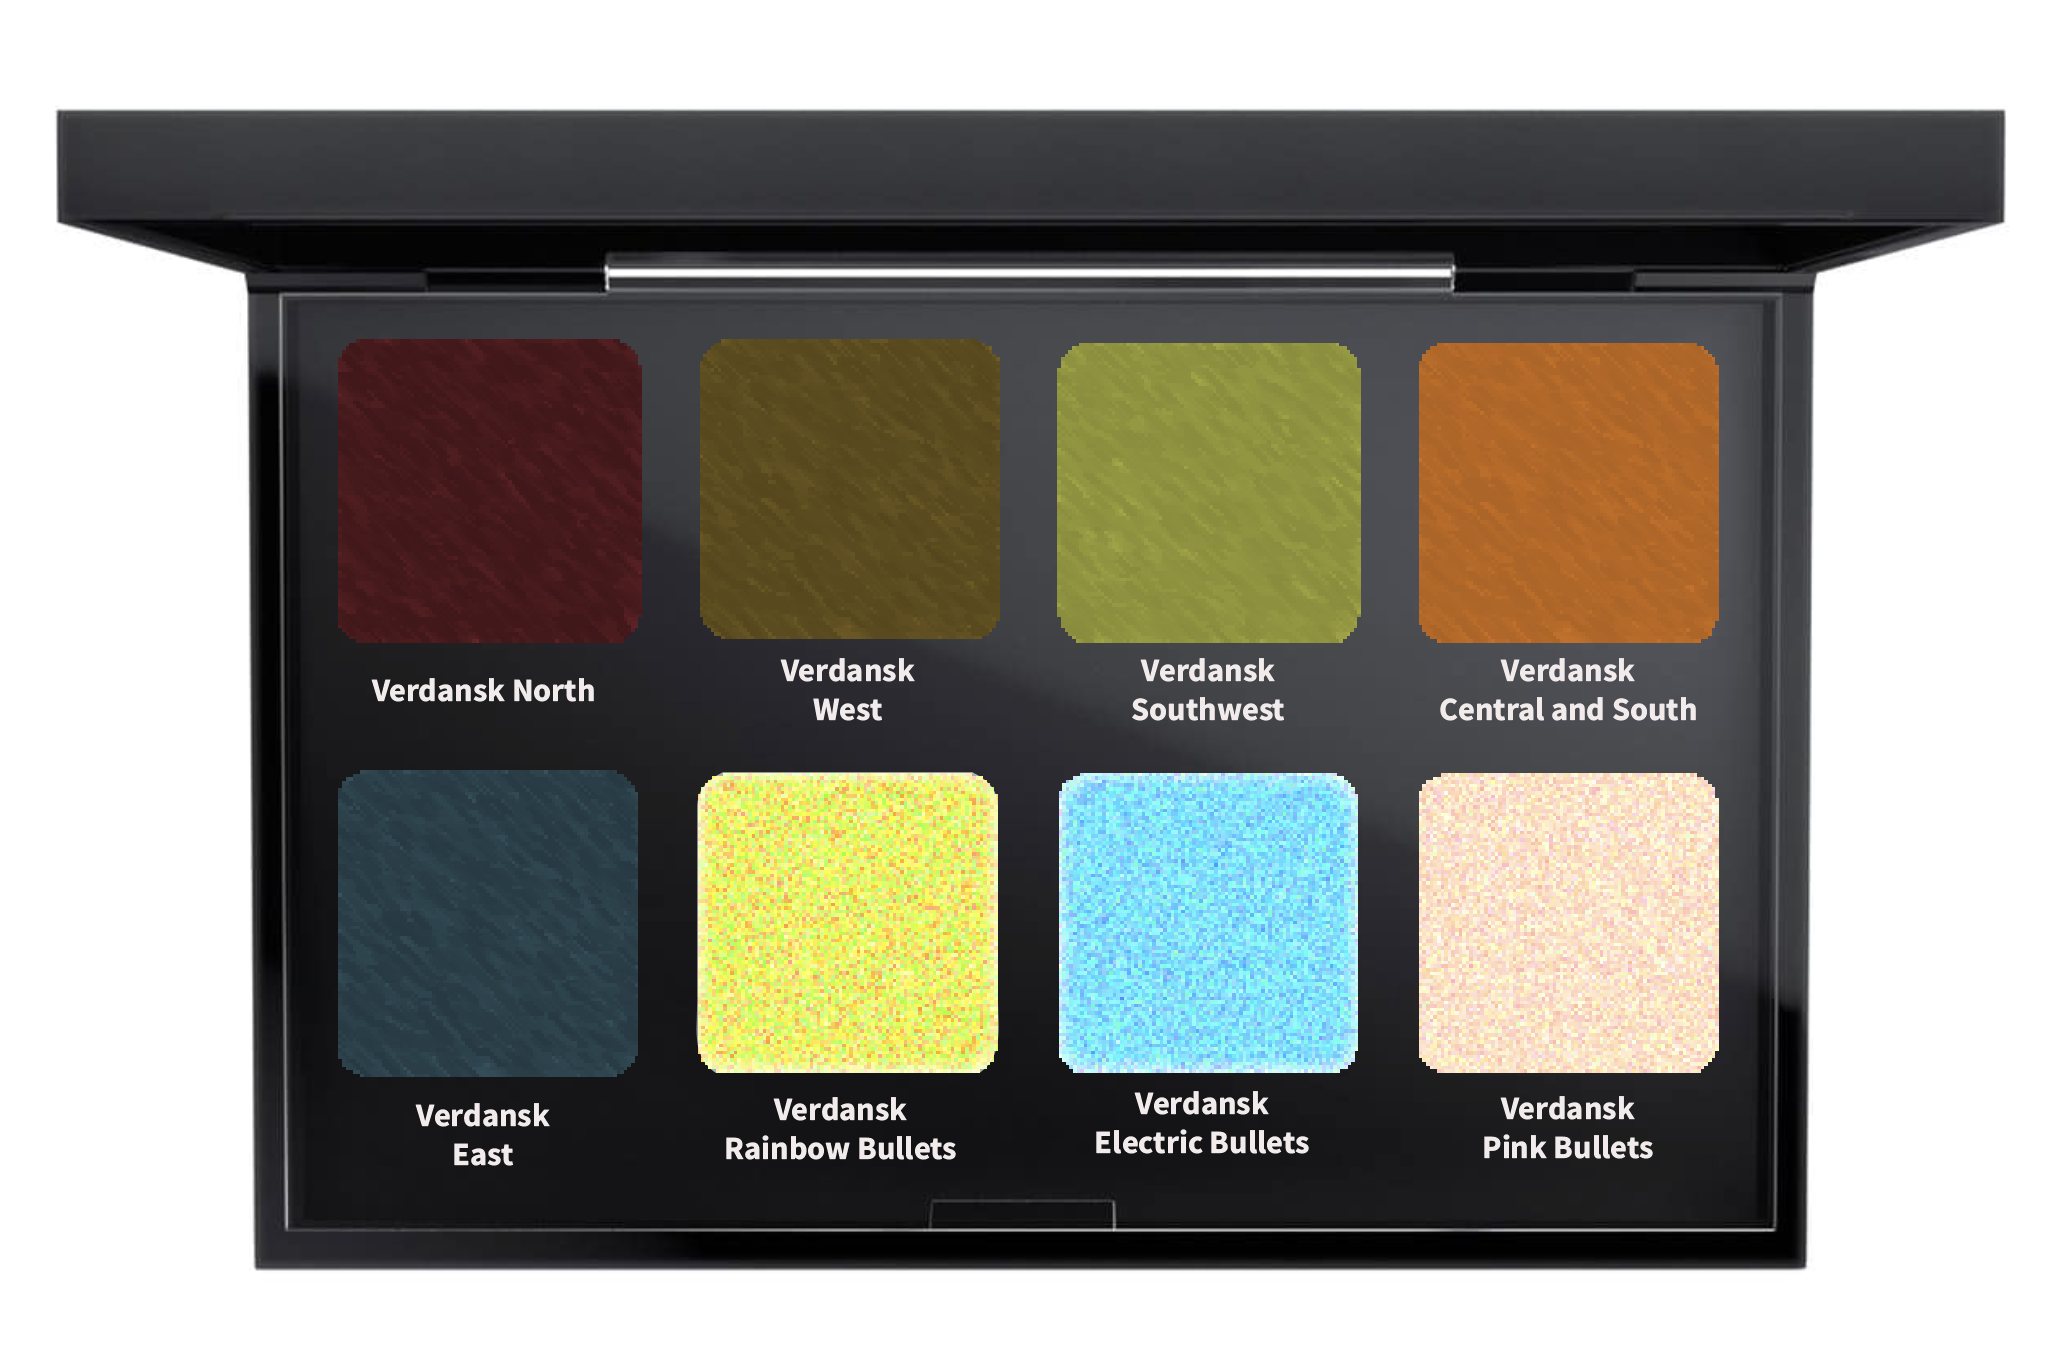 Verdansk North
Verdansk
West
Verdansk
Southwest
Verdansk
Central and South
Verdansk
East
Verdansk
Rainbow Bullets
Verdansk
Electric Bullets
Verdansk
Pink Bullets